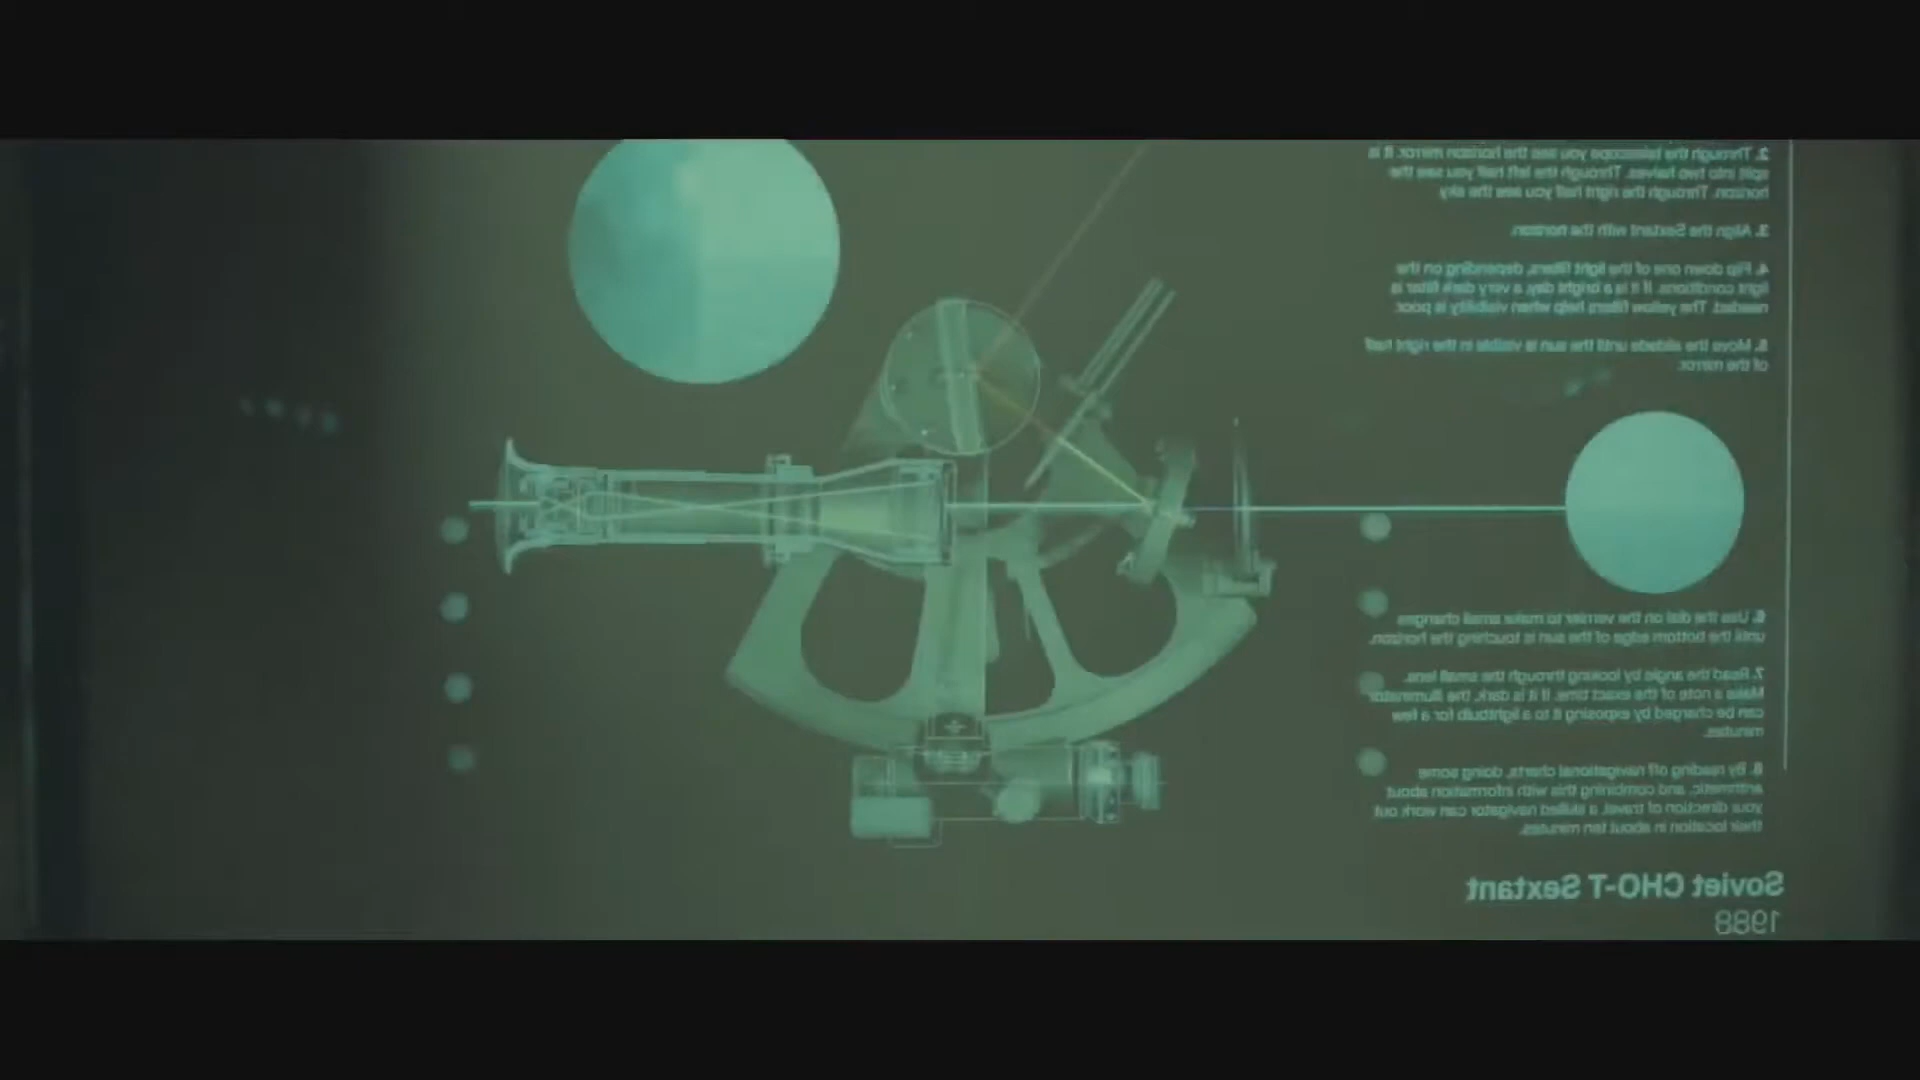 2. Through the telescope you see the horizon mirror. It is
split into two halves. Through the left half you see the
horizon. Through the right half you see the sky
3. Align the Sextant with the horizon.
4. Flip down one of the light filters, depending on the
light conditions. If it is a bright day, a very dark filter is
needed. The yellow filters help when visibility is poor.
5. Move the alidade until the sun is visible in the right half
of the mirror.
6. Use the dial on the vernier to make small changes
until the bottom edge of the sun is touching the horizon.
7. Read the angle by looking through the small lens.
Make a note of the exact time. If it is dark, the illuminator
can be charged by exposing it to a lightbulb for a few
minutes.
8. By reading off navigational charts, doing some
arithmetic, and combining this with information about
your direction of travel, a skilled navigator can work out
their location in about ten minutes.
Soviet CHO-T Sextant
1988